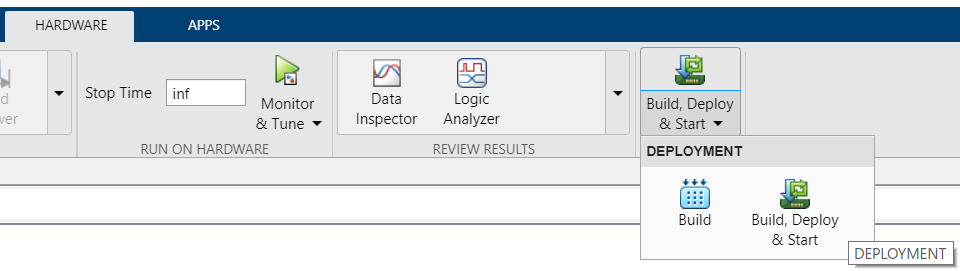 HARDWARE
APPS
Stop Time
inf
Monitor
& Tune
Data
Inspector
Logic
Analyzer
Build, Deploy
& Start
RUN ON HARDWARE
REVIEW RESULTS
DEPLOYMENT
Build
Build, Deploy
& Start
DEPLOYMENT